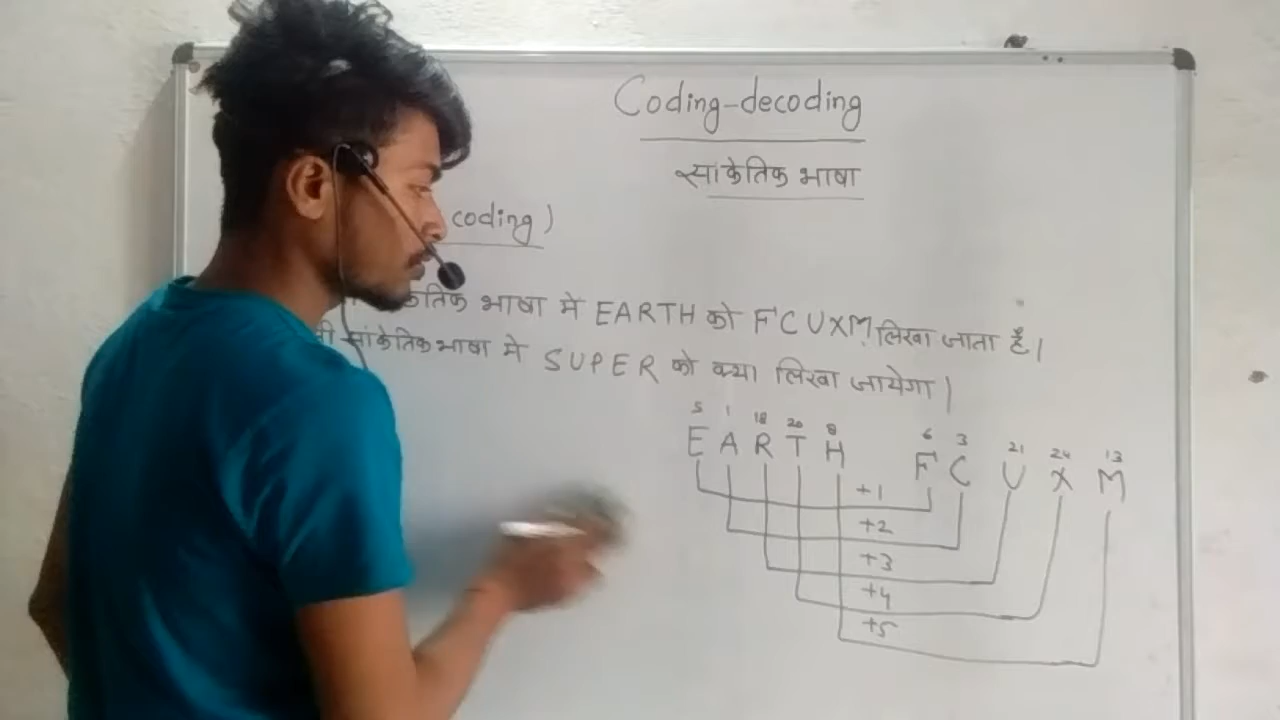 Coding-decoding
सांकेतिक भाषा
coding)
केतिक भाषा मे EARTH को FCUXM लिखा जाता है।
सांकेतिक भाषा मे SUPER को क्या लिखा जायेगा।
5 1 18 20 8 6 3 21 24 13
E A R T H F C U X M
+1
+2
+3
+4
+5